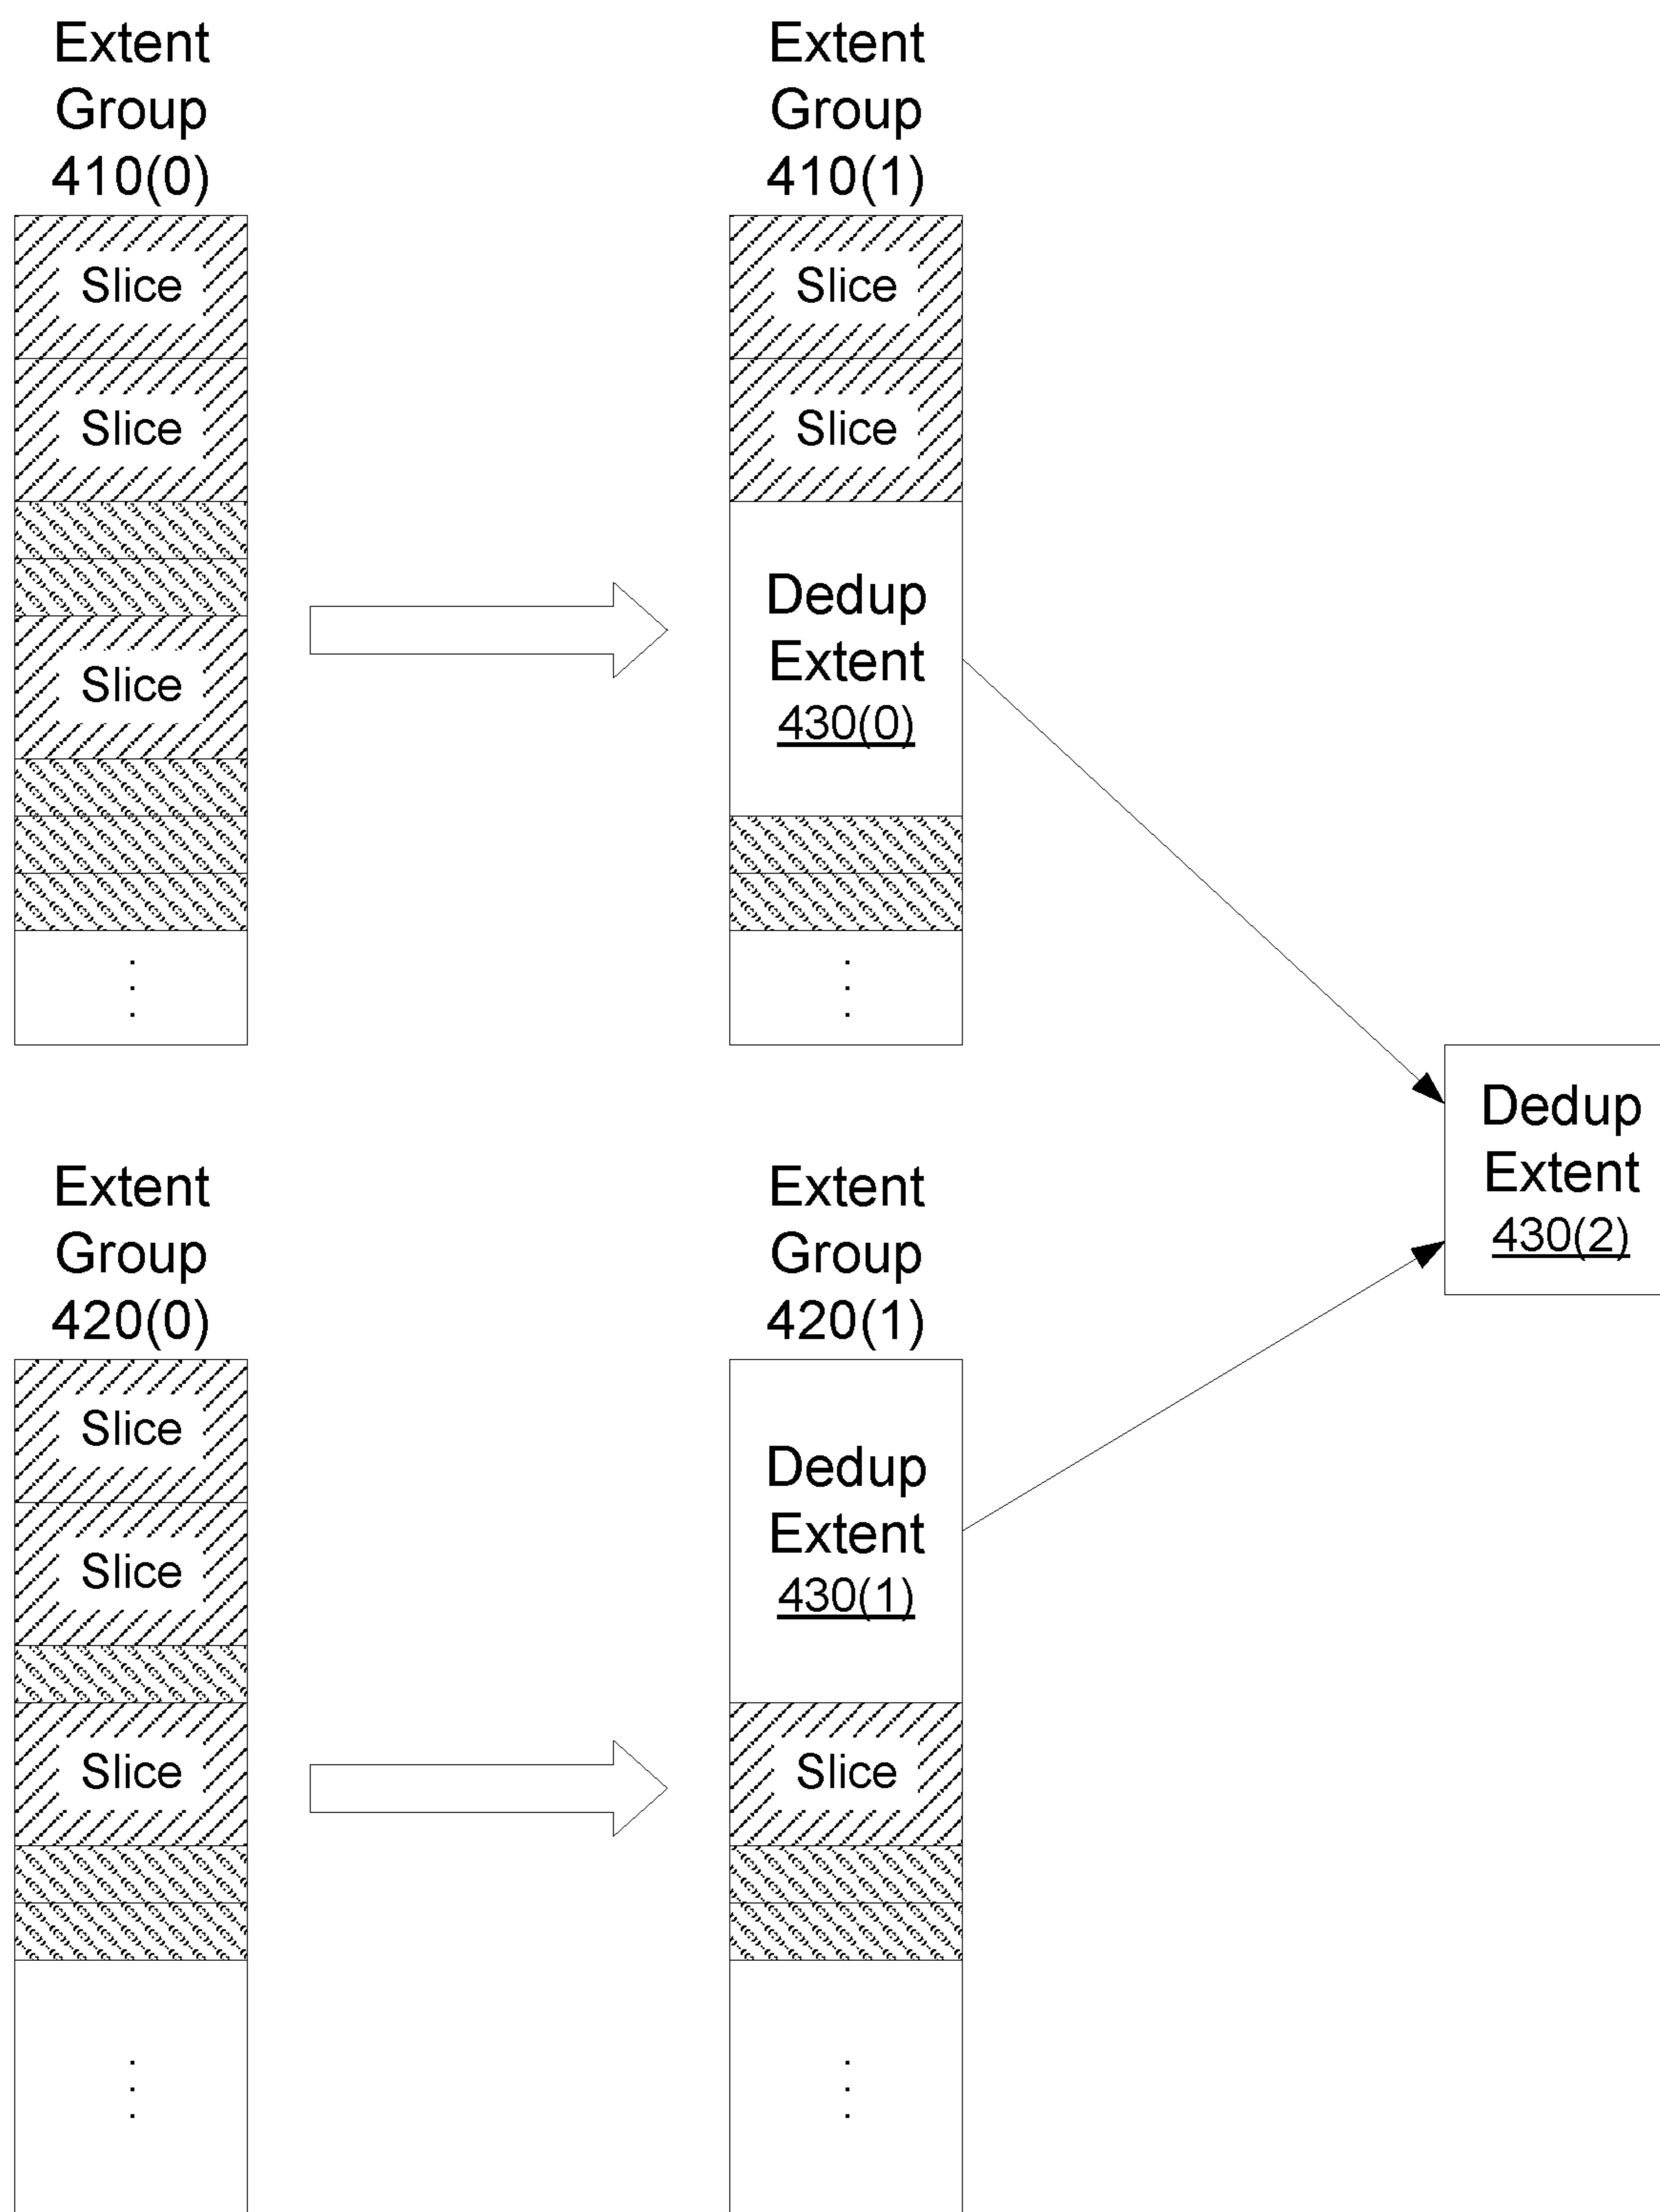 Extent
Group
410(0)
Slice
Slice
Slice
Extent
Group
410(1)
Slice
Slice
Dedup
Extent
430(0)
Dedup
Extent
430(2)
Extent
Group
420(0)
Slice
Slice
Slice
Extent
Group
420(1)
Dedup
Extent
430(1)
Slice